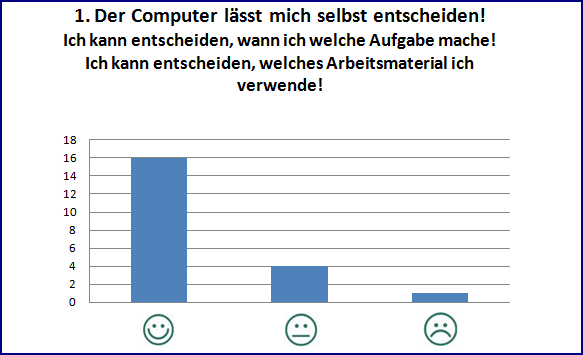 1. Der Computer lässt mich selbst entscheiden!
Ich kann entscheiden, wann ich welche Aufgabe mache!
Ich kann entscheiden, welches Arbeitsmaterial ich
verwende!
18
16
14
12
10
8
6
4
2
0